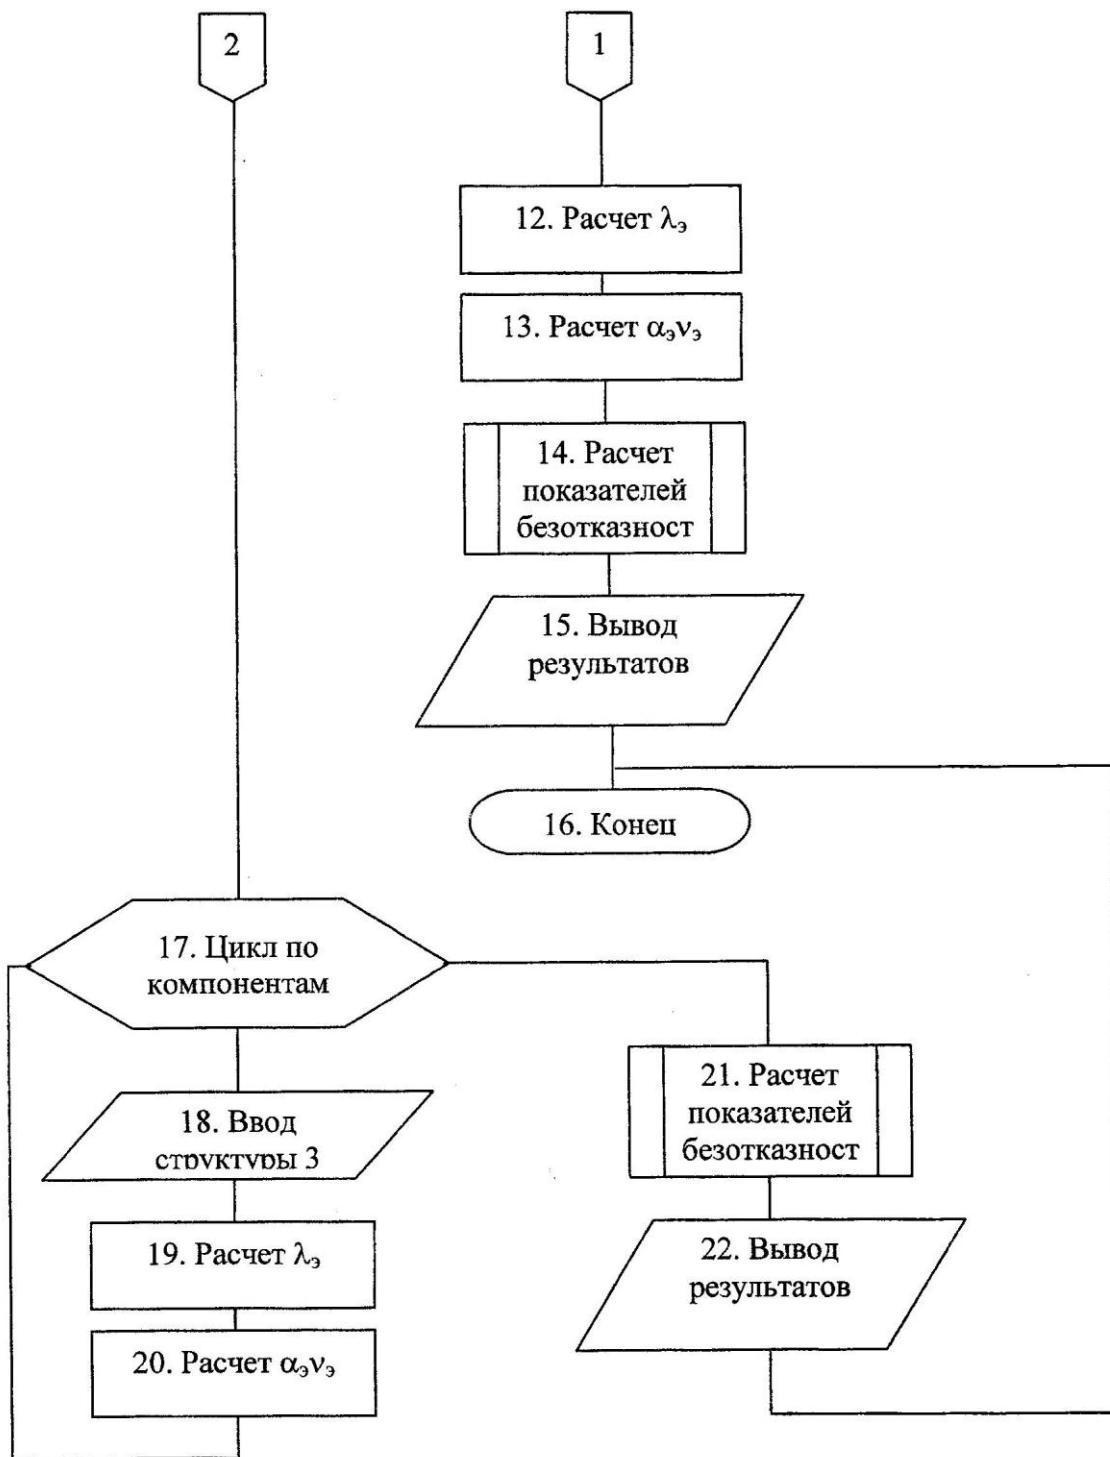 2
1
12. Расчет λэ
13. Расчет αэνэ
14. Расчет
показателей
безотказност
15. Вывод
результатов
16. Конец
17. Цикл по
компонентам
18. Ввод
структуры 3
19. Расчет λэ
20. Расчет αэνэ
21. Расчет
показателей
безотказност
22. Вывод
результатов